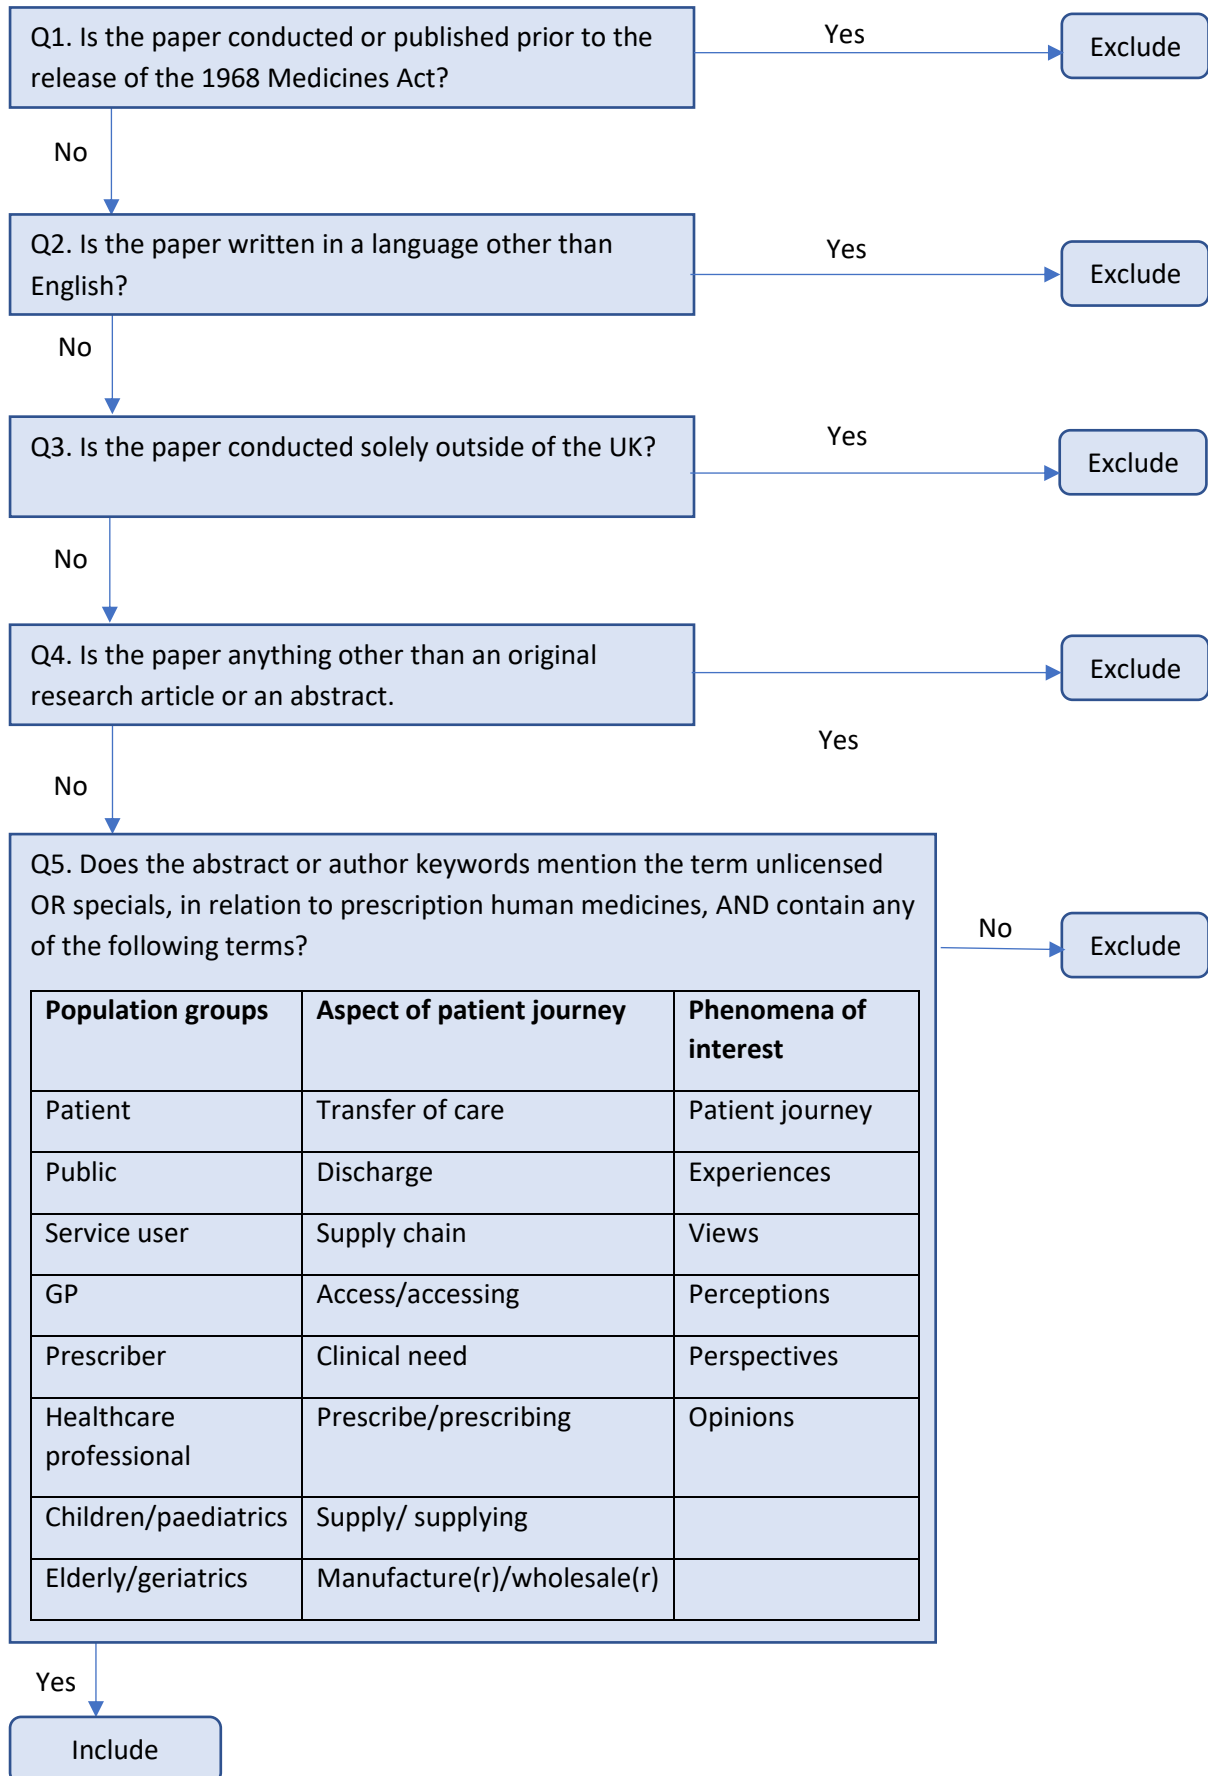 Q1. Is the paper conducted or published prior to the
release of the 1968 Medicines Act?
Yes
Exclude
No
Q2. Is the paper written in a language other than
English?
Yes
Exclude
No
Q3. Is the paper conducted solely outside of the UK?
Yes
Exclude
No
Q4. Is the paper anything other than an original
research article or an abstract.
Exclude
Yes
No
Q5. Does the abstract or author keywords mention the term unlicensed
OR specials, in relation to prescription human medicines, AND contain any
of the following terms?
No
Exclude
Population groups
Aspect of patient journey
Phenomena of
interest
Patient
Transfer of care
Patient journey
Public
Discharge
Experiences
Service user
Supply chain
Views
GP
Access/accessing
Perceptions
Prescriber
Clinical need
Perspectives
Healthcare
professional
Prescribe/prescribing
Opinions
Children/paediatrics
Supply/ supplying
Elderly/geriatrics
Manufacture(r)/wholesale(r)
Yes
Include